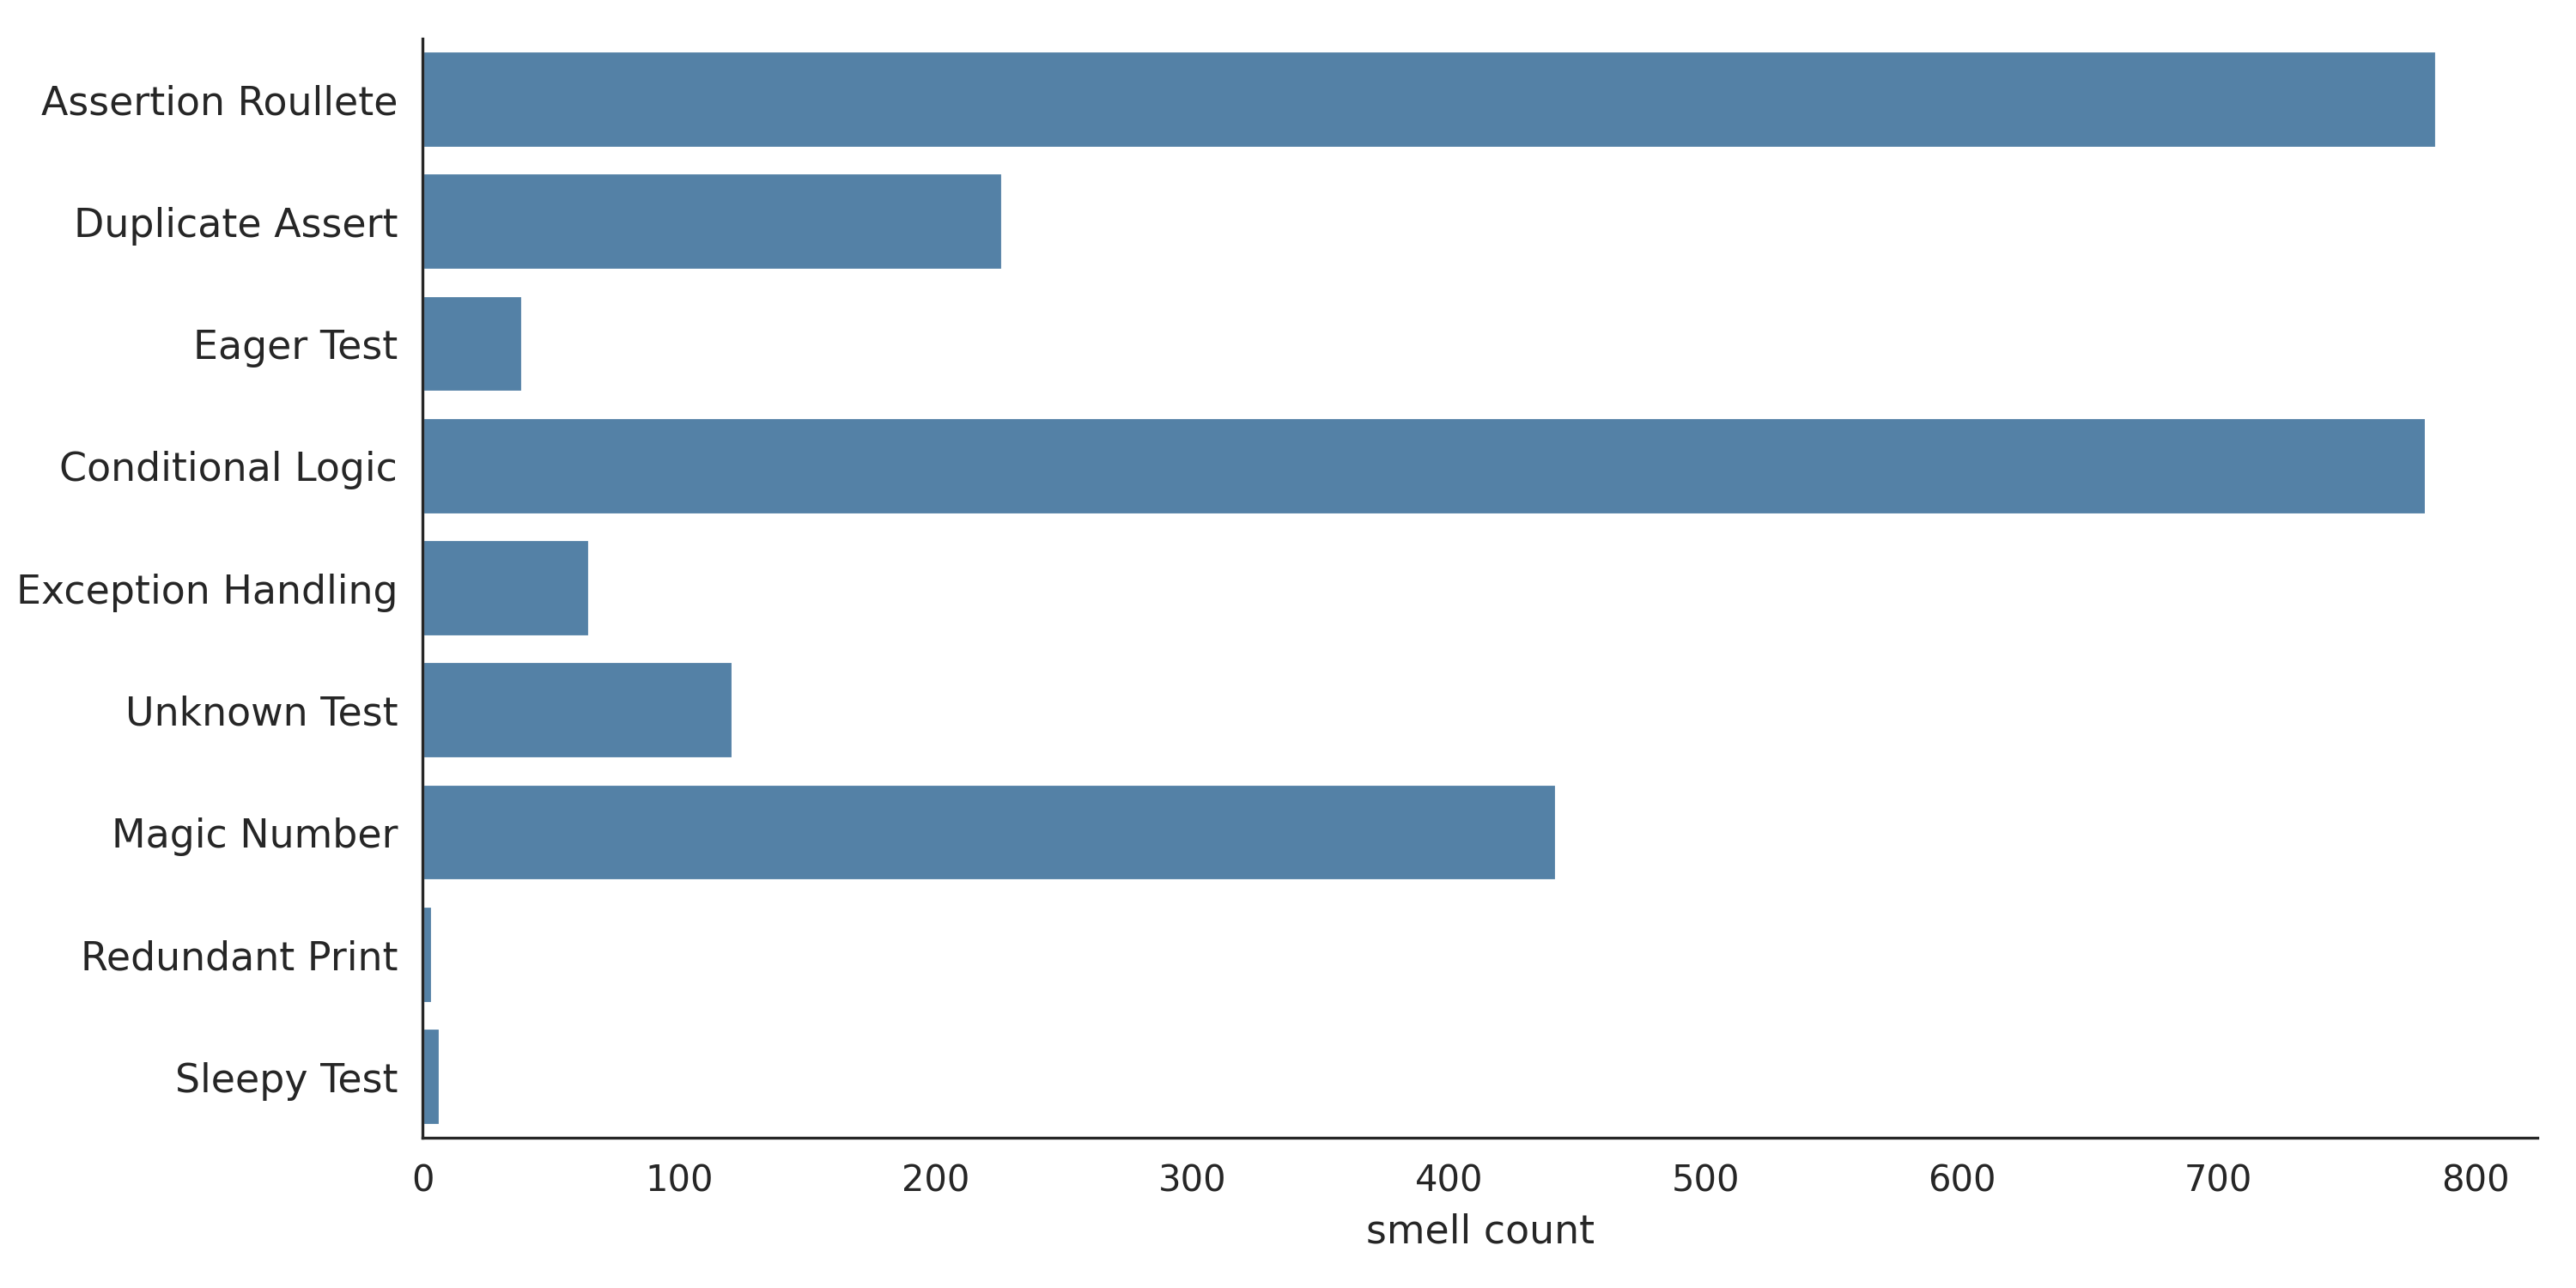 Assertion Roullete
Duplicate Assert
Eager Test
Conditional Logic
Exception Handling
Unknown Test
Magic Number
Redundant Print
Sleepy Test
0 100 200 300 400 500 600 700 800
smell count